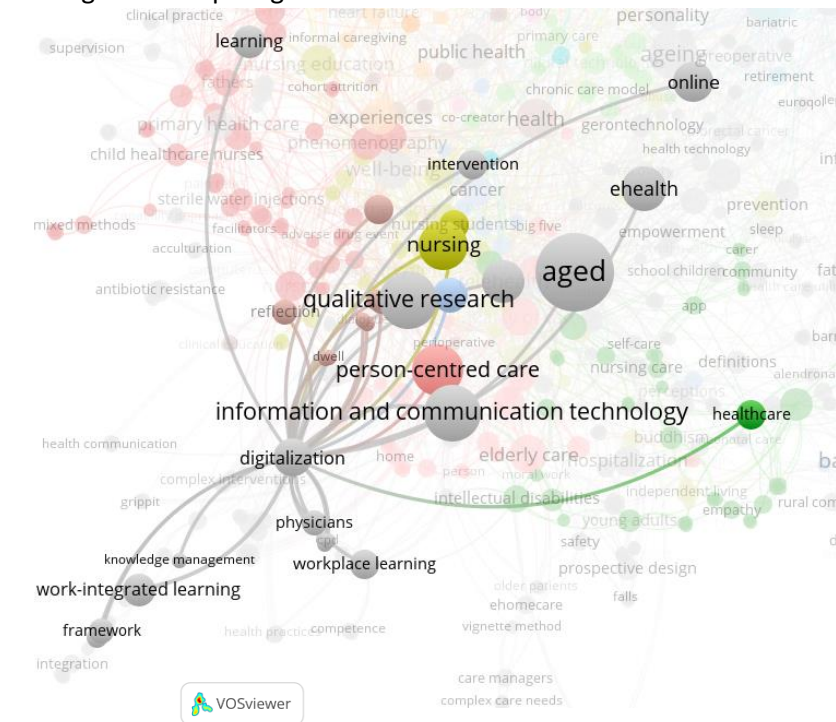 clinical practice
heart failure
body
personality
bariatric
supervision
learning
informal caregiving
public health
primary care
ageing
preoperative
nursing education
fathers
cohort attrition
chronic care model
online
retirement
experiences
co-creator
health
gerontechnology
primary health care
phenomenography
child healthcare nurses
health technology
well-being
intervention
cancer
ehealth
sterile water injections
prevention
mixed methods
facilitators
adverse drug event
nursing students
big five
empowerment
sleep
acculturation
nursing
carer
aged
school children
community
antibiotic resistance
qualitative research
reflection
app
clinical education
perioperative
self-care
dwell
person-centred care
nursing care
definitions
perceptions
information and communication technology
healthcare
health communication
buddhism
digitalization
home
elderly care
hospitalization
person
moral work
complex interventions
intellectual disabilities
independent living
grippit
empathy
physicians
young adults
cpd
safety
knowledge management
workplace learning
prospective design
work-integrated learning
older patients
ehomecare
falls
framework
health practices
competence
vignette method
integration
care managers
complex care needs
VOSviewer